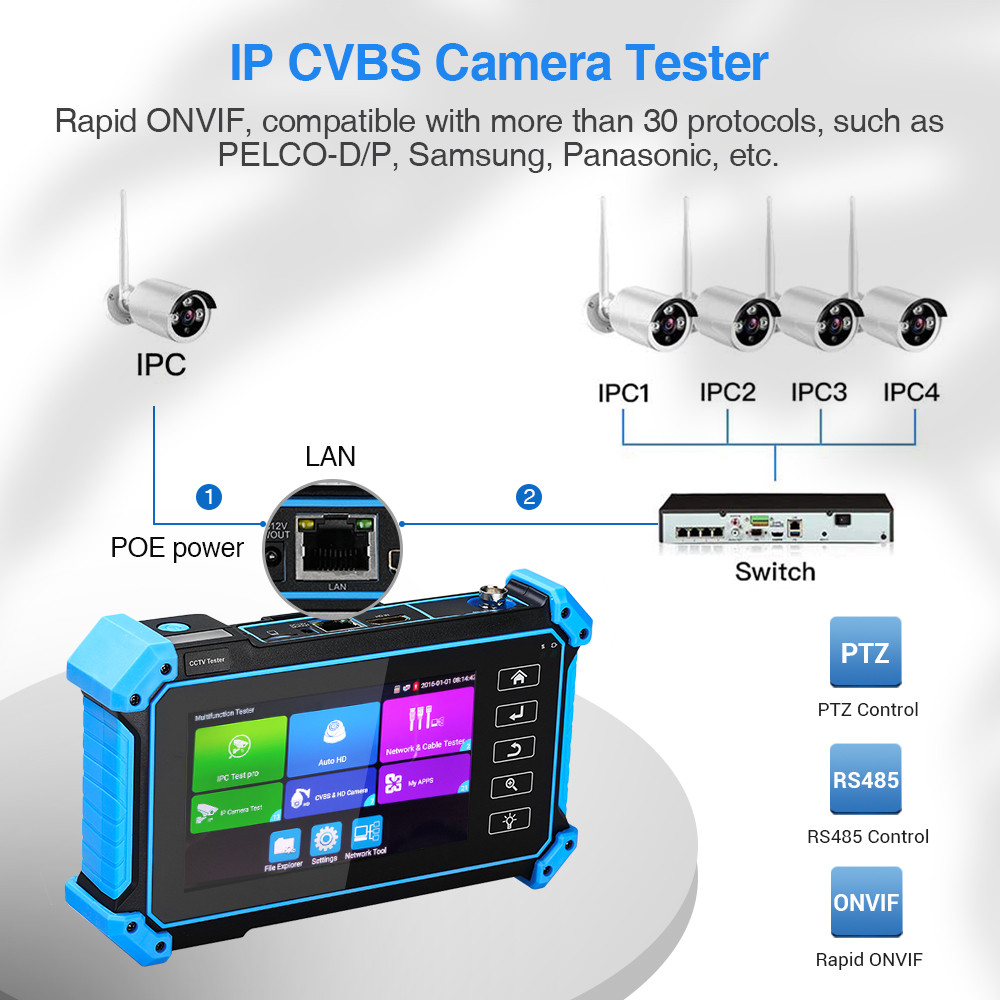 IP CVBS Camera Tester
Rapid ONVIF, compatible with more than 30 protocols, such as
PELCO-D/P, Samsung, Panasonic, etc.
IPC
IPC1 IPC2 IPC3 IPC4
LAN
1
2
12V
/OUT
LAN
POE power
Switch
CCTV Tester
Multifunction Tester
2016-01-01 08:14:42
IPC Test pro
Auto HD
Network & Cable Tester
IP Camera Test
HD
CVBS & HD Camera
My APPS
File Explorer
Settings
Network Tool
PTZ
PTZ Control
RS485
RS485 Control
ONVIF
Rapid ONVIF